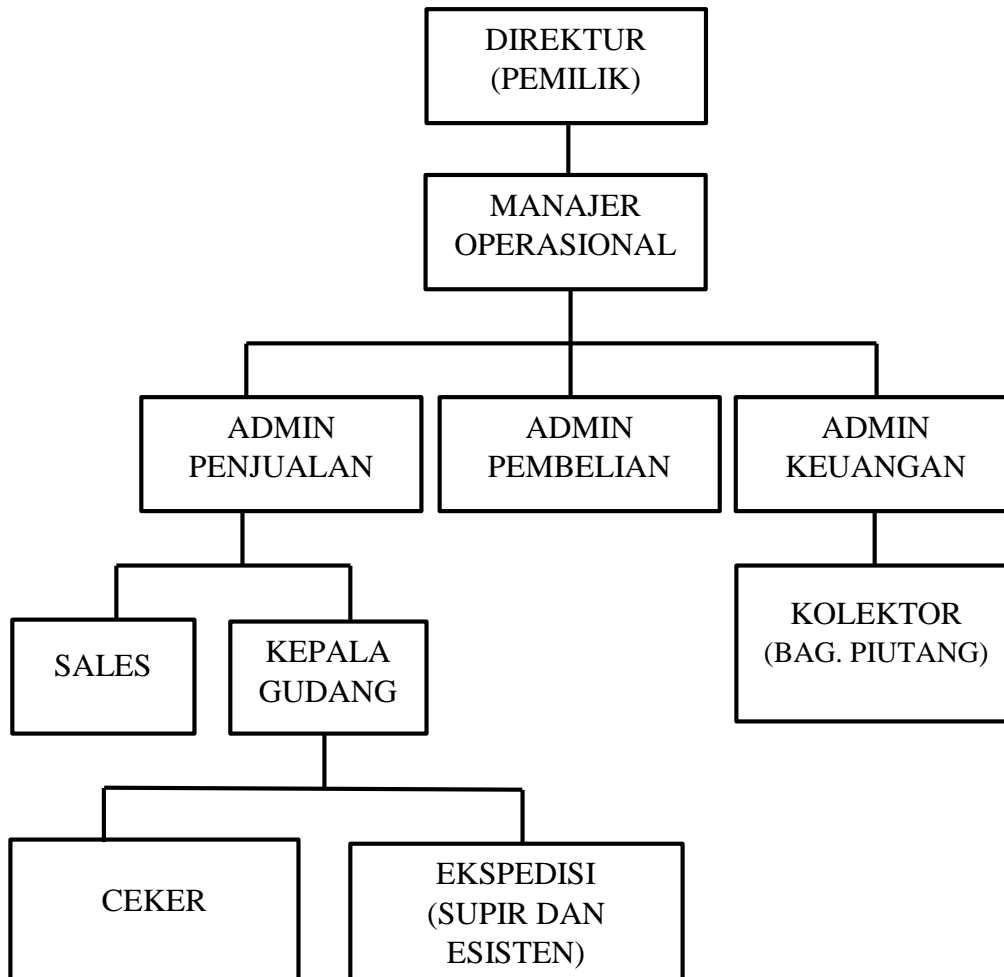 DIREKTUR
(PEMILIK)
MANAJER
OPERASIONAL
ADMIN
PENJUALAN
ADMIN
PEMBELIAN
ADMIN
KEUANGAN
SALES
KEPALA
GUDANG
KOLEKTOR
(BAG. PIUTANG)
CEKER
EKSPEDISI
(SUPIR DAN
ESISTEN)